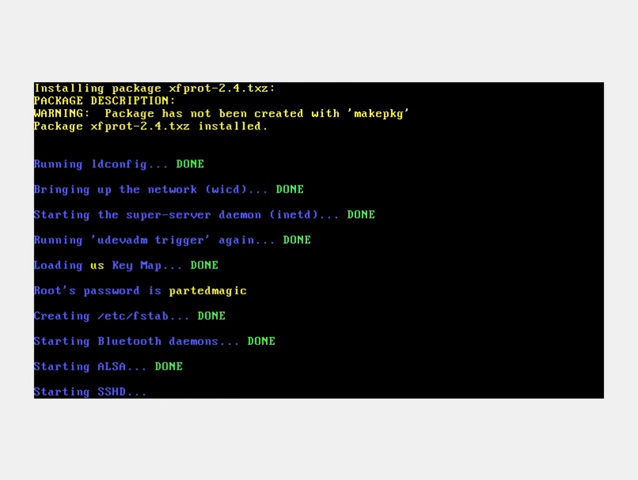 Installing package xfprot-2.4.txz:
PACKAGE DESCRIPTION:
WARNING:  Package has not been created with 'makepkg'
Package xfprot-2.4.txz installed.
Running ldconfig... DONE
Bringing up the network (wicd)... DONE
Starting the super-server daemon (inetd)... DONE
Running 'udevadm trigger' again... DONE
Loading us Key Map... DONE
Root's password is partedmagic
Creating /etc/fstab... DONE
Starting Bluetooth daemons... DONE
Starting ALSA... DONE
Starting SSHD...